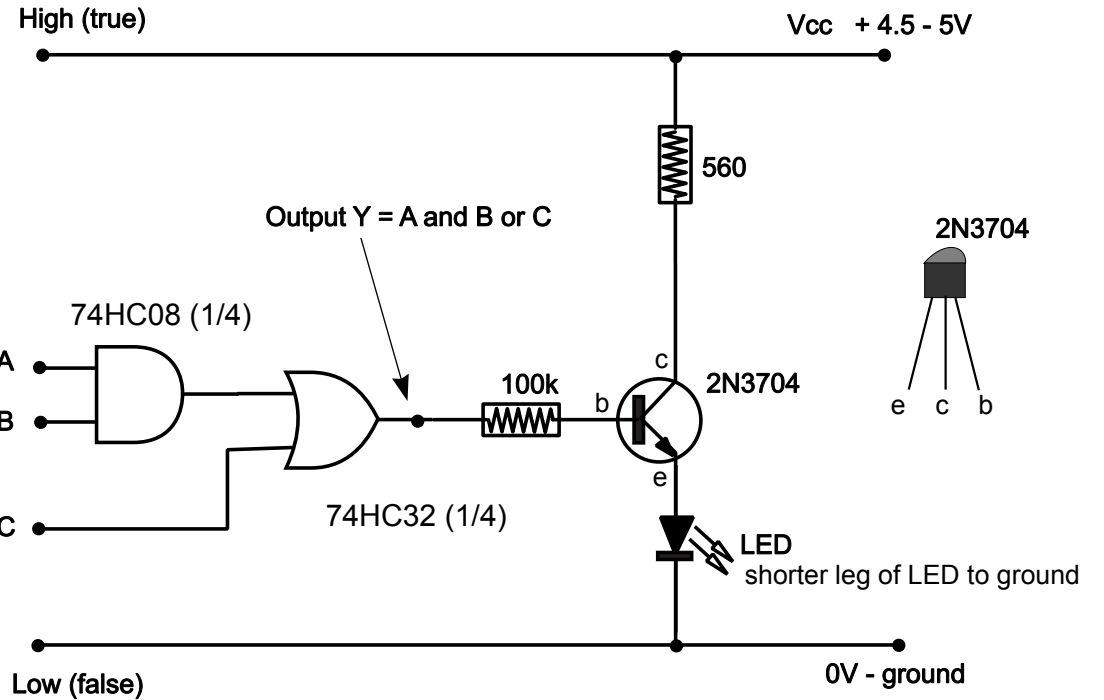 High (true)
Vcc + 4.5 - 5V
560
Output Y = A and B or C
2N3704
74HC08 (1/4)
A
c
100k
2N3704
b
e c b
B
e
74HC32 (1/4)
C
LED
shorter leg of LED to ground
Low (false)
0V - ground